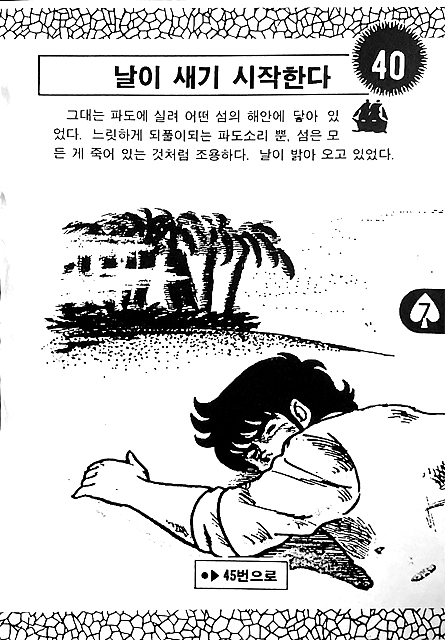 40
날이 새기 시작한다
그대는 파도에 실려 어떤 섬의 해안에 닿아 있
었다. 느릿하게 되풀이되는 파도소리 뿐, 섬은 모
든 게 죽어 있는 것처럼 조용하다. 날이 밝아 오고 있었다.
7
●▶ 45번으로